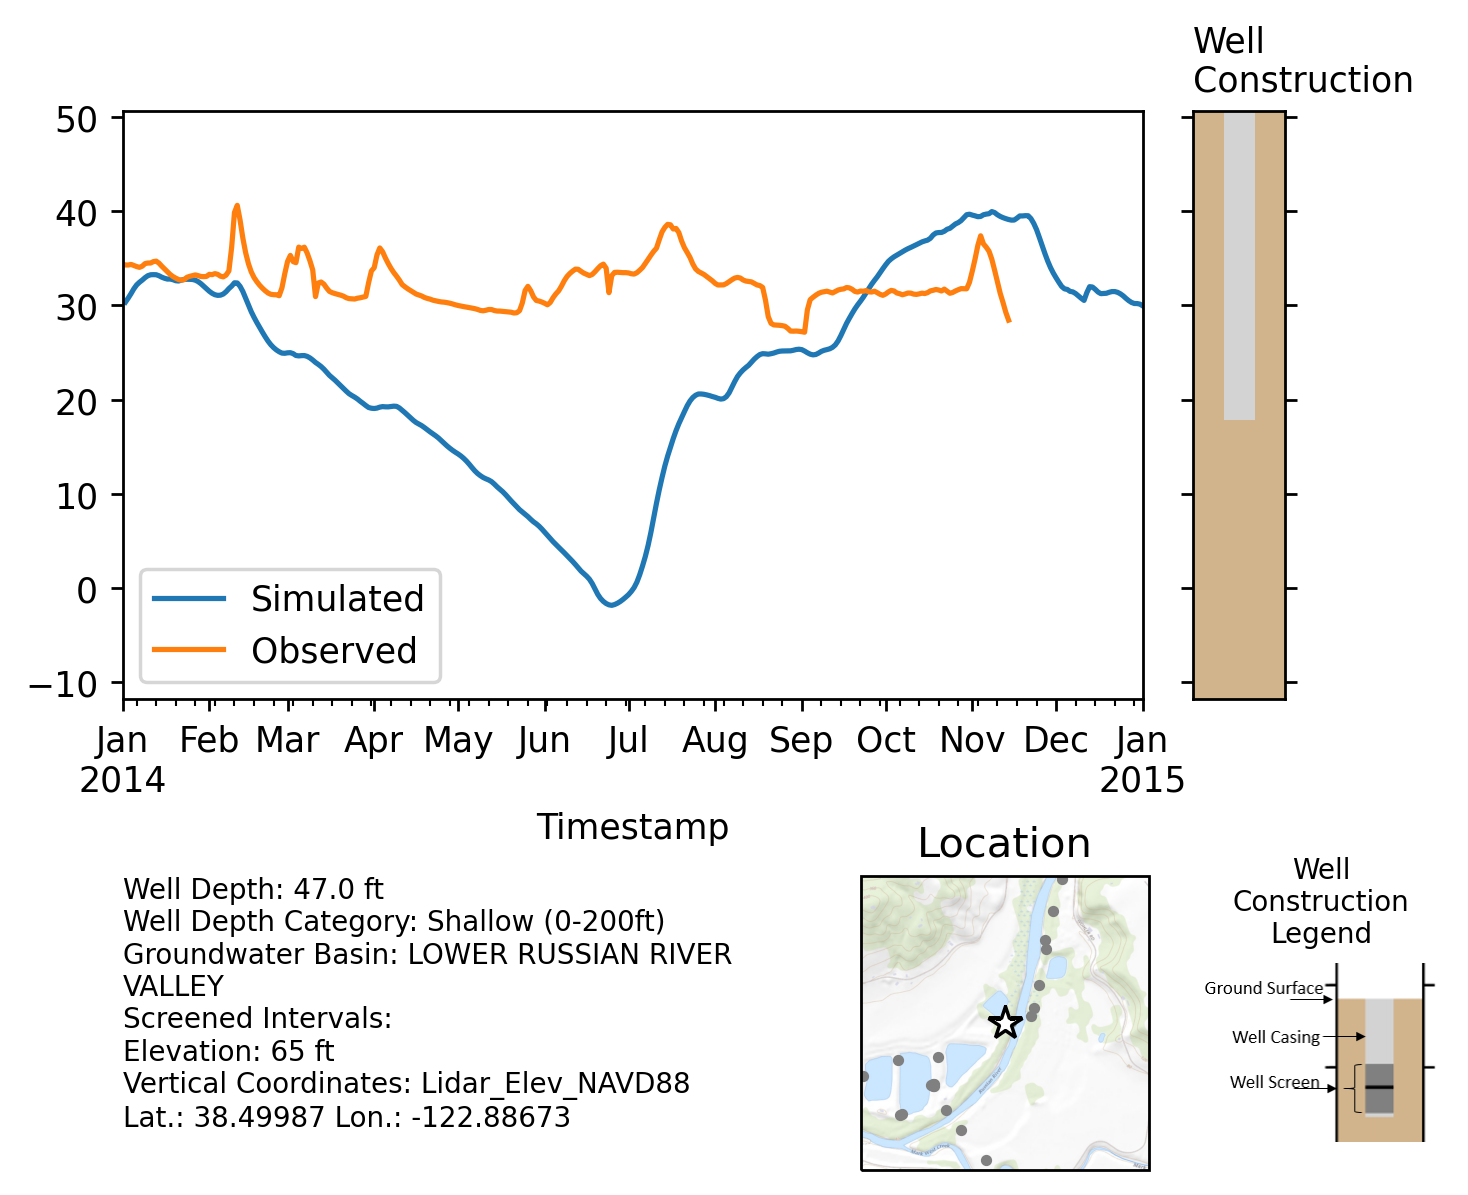 Well
Construction
50
40
30
20
10
0
−10
Simulated
Observed
Jan
2014
Feb
Mar
Apr
May
Jun
Jul
Aug
Sep
Oct
Nov
Dec
Jan
2015
Timestamp
Well Depth: 47.0 ft
Well Depth Category: Shallow (0-200ft)
Groundwater Basin: LOWER RUSSIAN RIVER
VALLEY
Screened Intervals:
Elevation: 65 ft
Vertical Coordinates: Lidar_Elev_NAVD88
Lat.: 38.49987 Lon.: -122.88673
Location
Well
Construction
Legend
Ground Surface
Well Casing
Well Screen